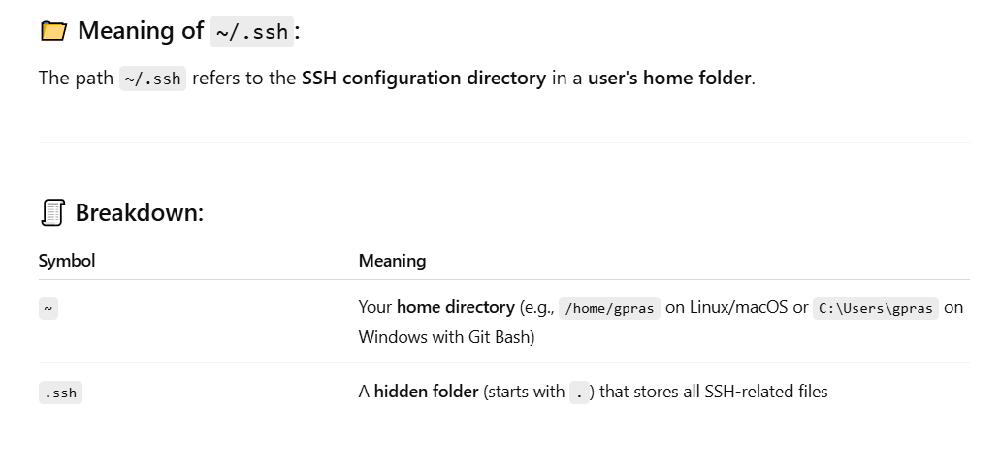 Meaning of ~/.ssh:
The path ~/.ssh refers to the SSH configuration directory in a user's home folder.
Breakdown:
Symbol Meaning
~ Your home directory (e.g., /home/gpras on Linux/macOS or C:\Users\gpras on
Windows with Git Bash)
.ssh A hidden folder (starts with .) that stores all SSH-related files